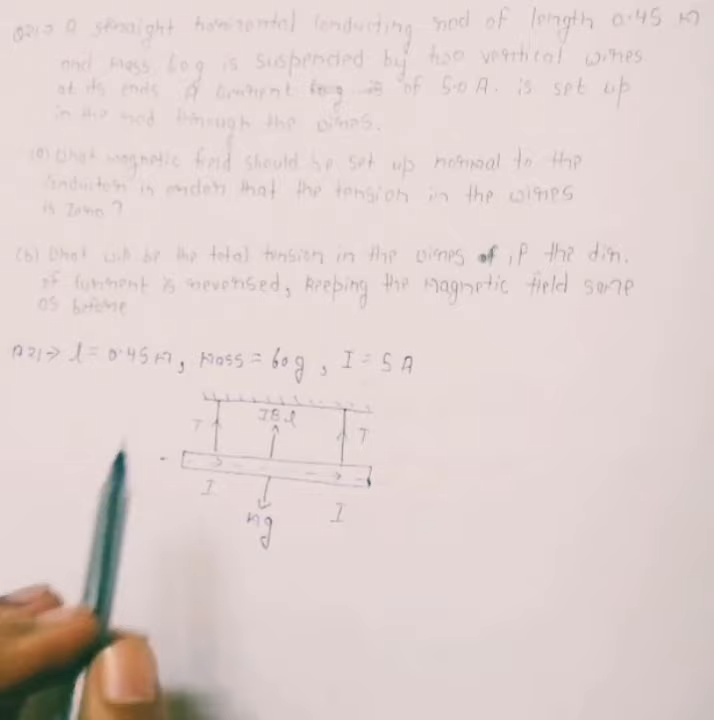 Q21→ A straight horizontal conducting rod of length 0.45 m
and mass 60g is suspended by two vertical wires
at its ends A current of 5.0 A. is set up
in the rod through the wires.
(a) What magnetic field should be set up normal to the
conductor in order that the tension in the wires
is zero?
(b) What will be the total tension in the wires if the dirn.
of current is reversed, keeping the magnetic field same
as before
A21→ l = 0.45 m, mass = 60g, I = 5 A
IBl
T T
I I
mg